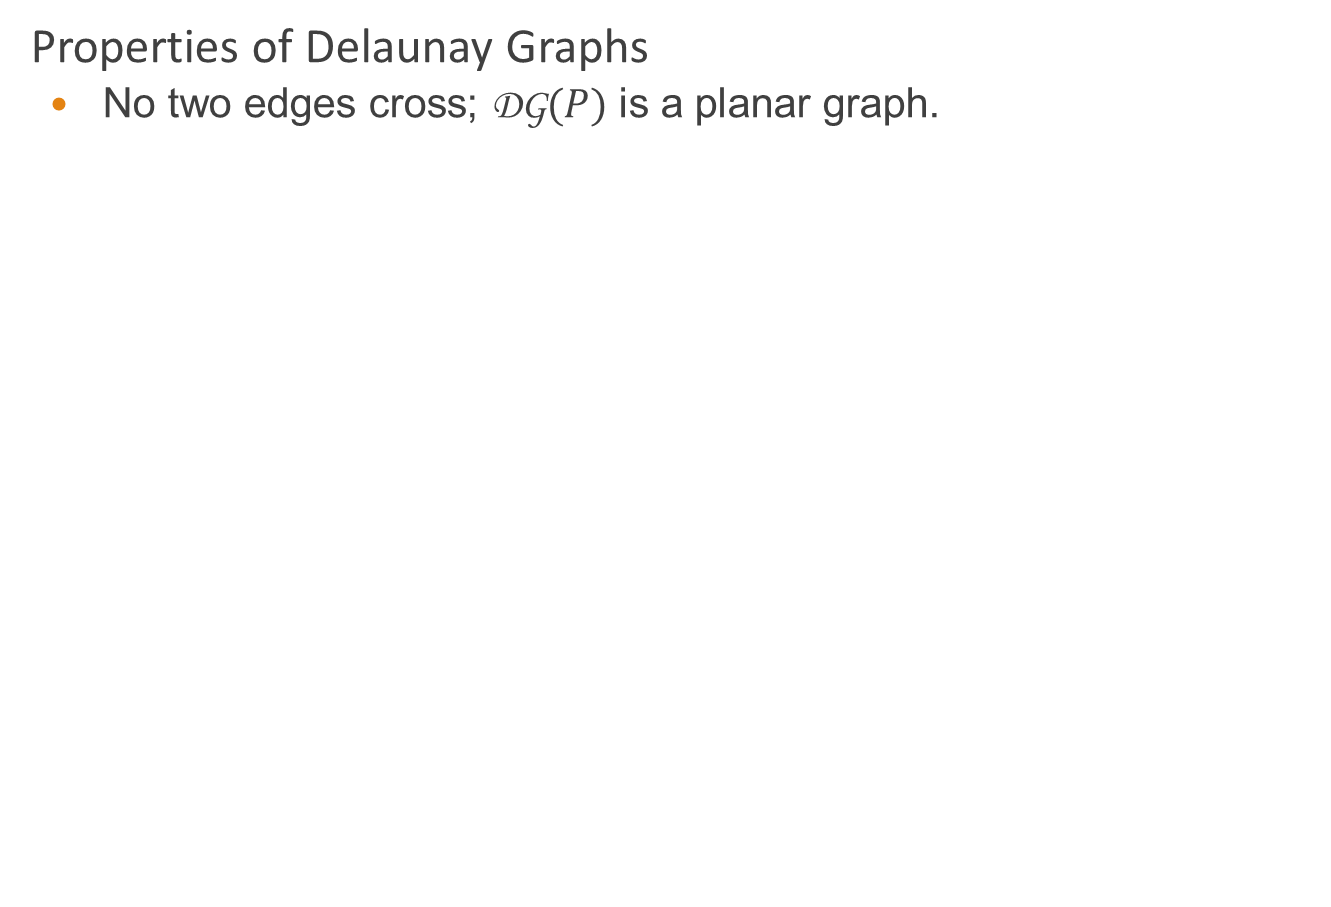 Properties of Delaunay Graphs
• No two edges cross; 𝒟𝒢(P) is a planar graph.